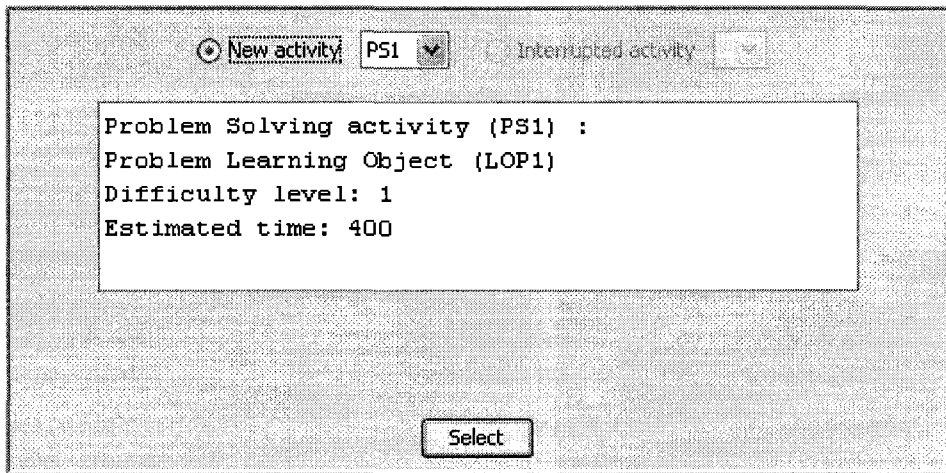 New activity PS1 Interrupted activity
Problem Solving activity (PS1) :
Problem Learning Object (LOP1)
Difficulty level: 1
Estimated time: 400
Select